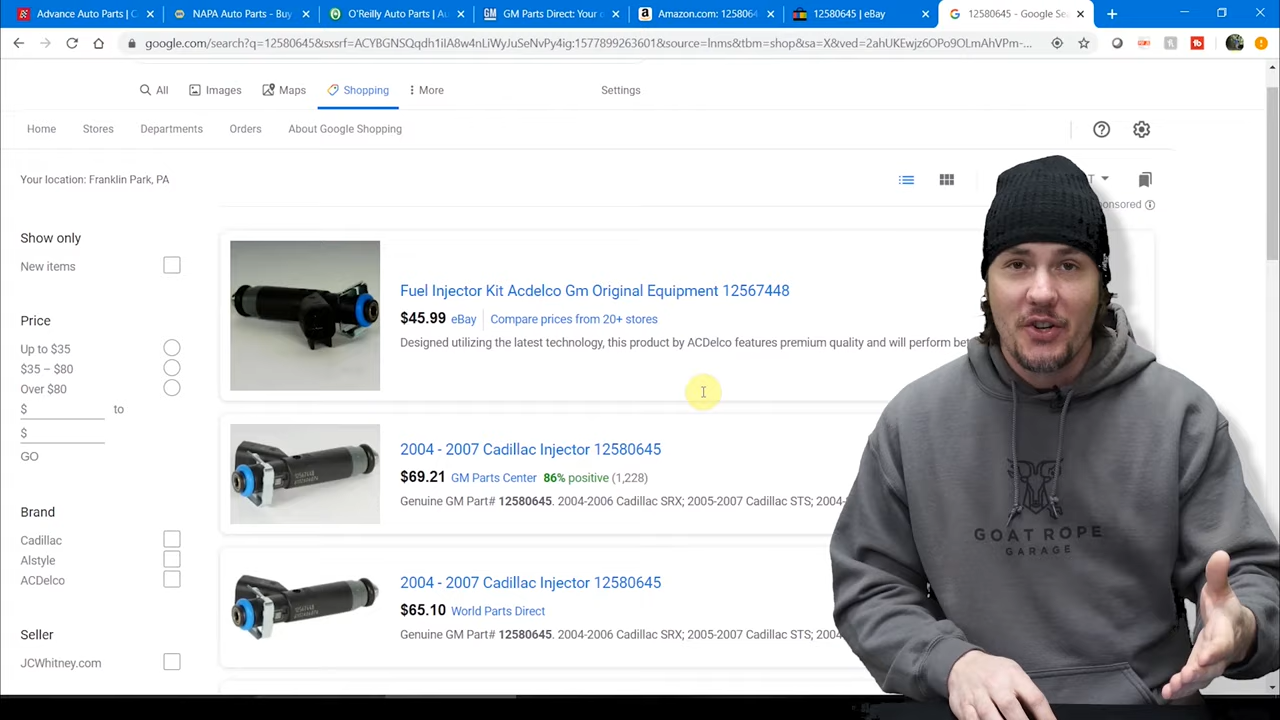 Advance Auto Parts | C
NAPA Auto Parts - Buy
O'Reilly Auto Parts | Au
GM Parts Direct: Your o
Amazon.com: 1258064
12580645 | eBay
12580645 - Google Sea
google.com/search?q=12580645&sxsrf=ACYBGNSQqdh1iIA8w4nLiWyJuSeNvPy4ig:1577899263601&source=lnms&tbm=shop&sa=X&ved=2ahUKEwjz6OPo9OLmAhVPm-...
All
Images
Maps
Shopping
More
Settings
Home
Stores
Departments
Orders
About Google Shopping
Your location: Franklin Park, PA
onsored
Show only
New items
Price
Up to $35
$35 – $80
Over $80
$ to
$
GO
Brand
Cadillac
Alstyle
ACDelco
Seller
JCWhitney.com
Fuel Injector Kit Acdelco Gm Original Equipment 12567448
$45.99 eBay Compare prices from 20+ stores
Designed utilizing the latest technology, this product by ACDelco features premium quality and will perform be
2004 - 2007 Cadillac Injector 12580645
$69.21 GM Parts Center 86% positive (1,228)
Genuine GM Part# 12580645. 2004-2006 Cadillac SRX; 2005-2007 Cadillac STS; 2004-
2004 - 2007 Cadillac Injector 12580645
$65.10 World Parts Direct
Genuine GM Part# 12580645. 2004-2006 Cadillac SRX; 2005-2007 Cadillac STS; 2004-
GOAT ROPE
GARAGE